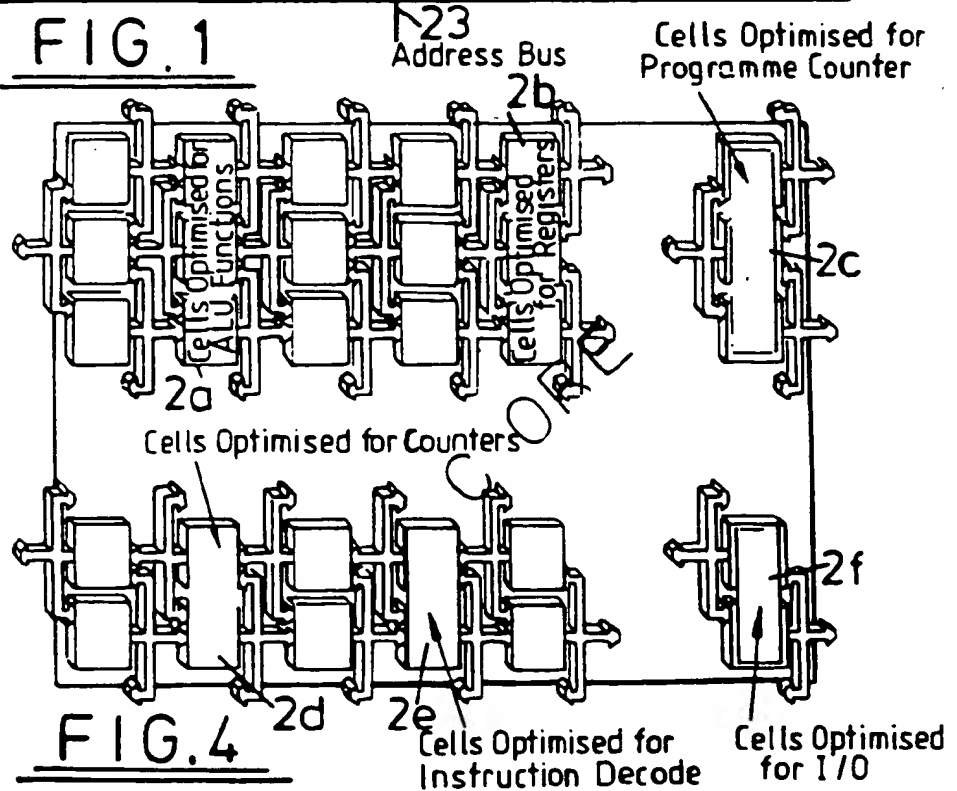 FIG.1
23
Address Bus
Cells Optimised for
Programme Counter
2b
Cells Optimised for
ALU Functions
Cells Optimised
for Registers
2c
2a
CORE
Cells Optimised for Counters
2f
2d
2e
FIG.4
Cells Optimised for
Instruction Decode
Cells Optimised
for I/O